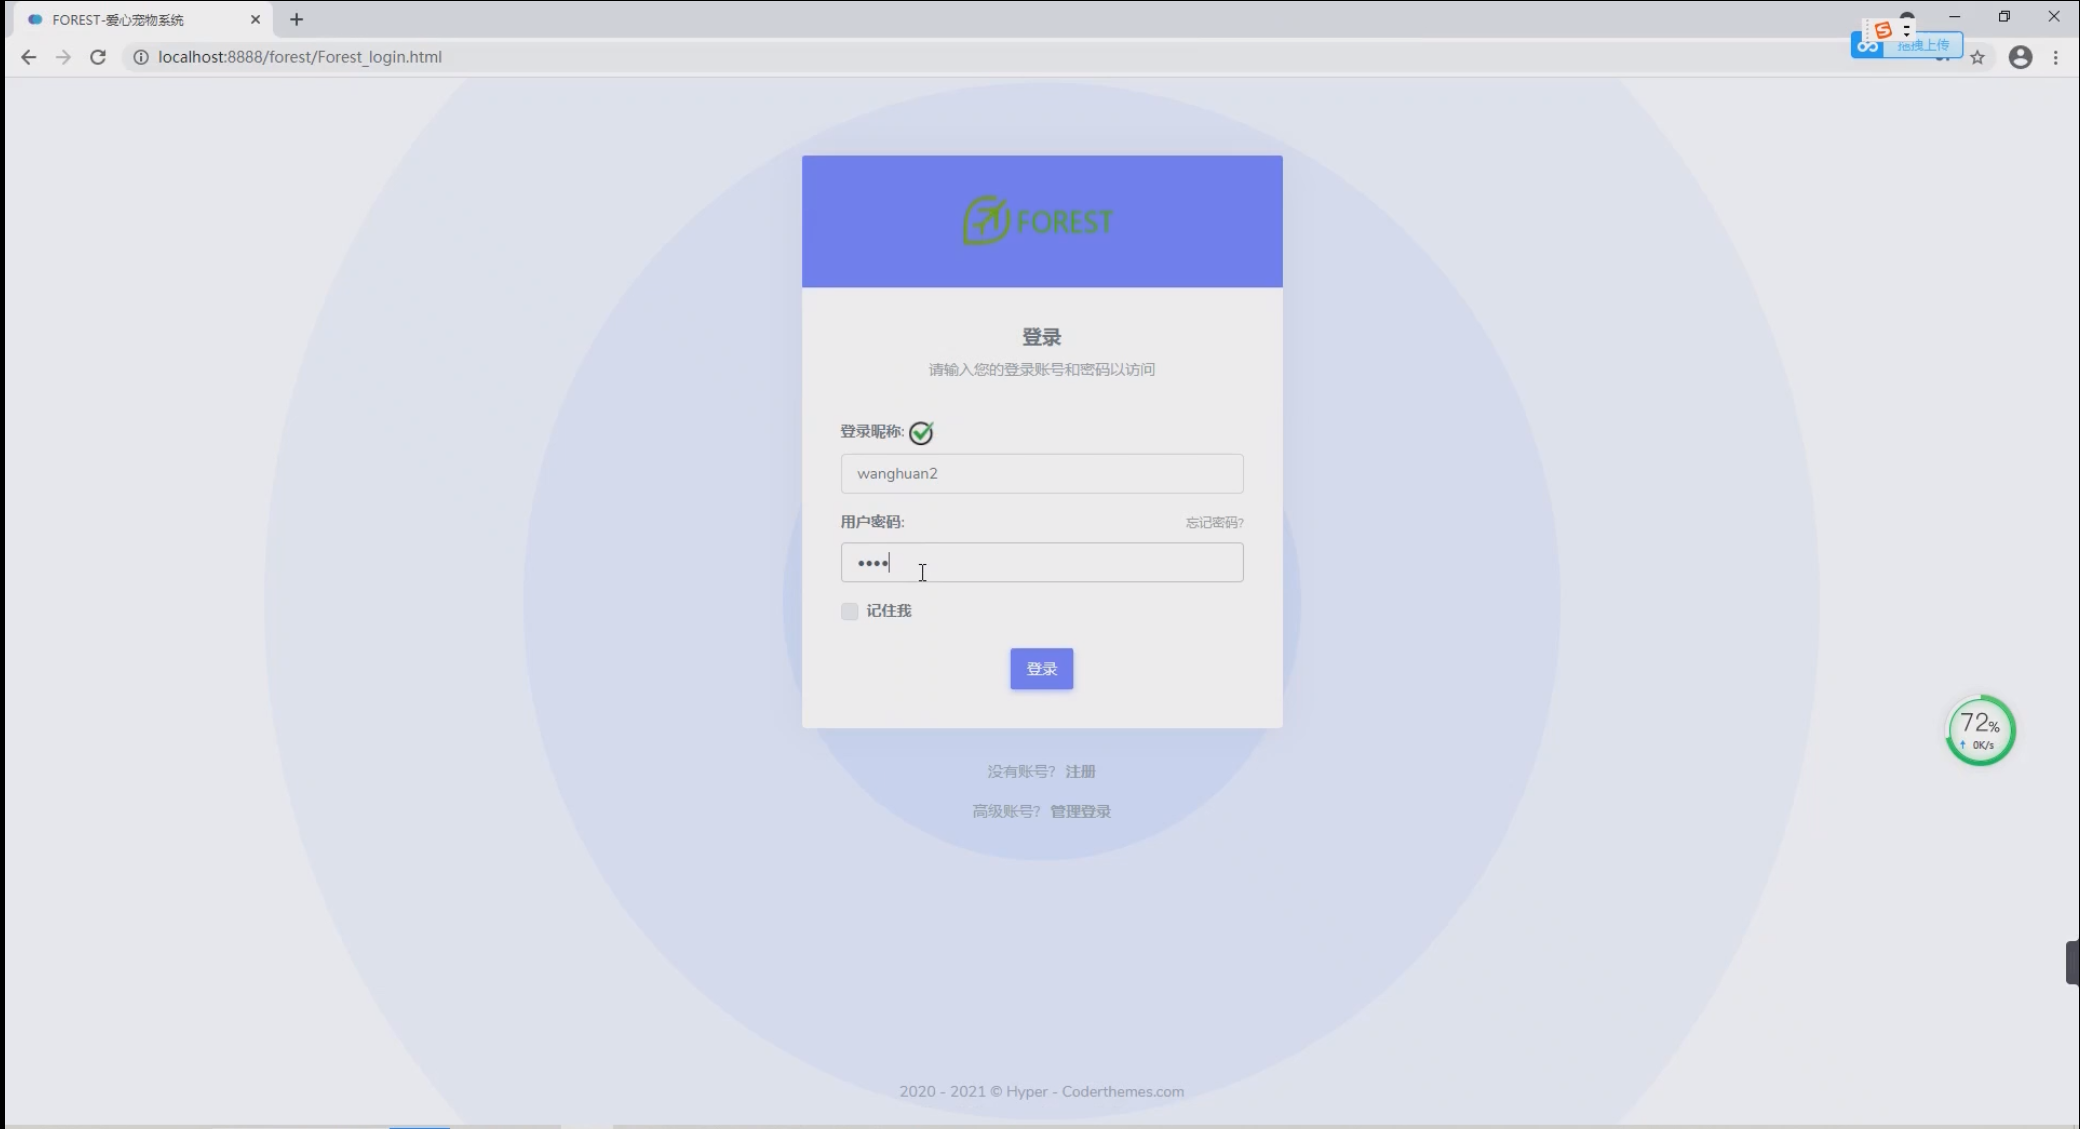 FOREST-爱心宠物系统
localhost:8888/forest/Forest_login.html
拖拽上传
FOREST
登录
请输入您的登录账号和密码以访问
登录昵称:
wanghuan2
用户密码:
忘记密码?
••••
记住我
登录
72%
↑ 0K/s
没有账号? 注册
高级账号? 管理登录
2020 - 2021 © Hyper - Coderthemes.com